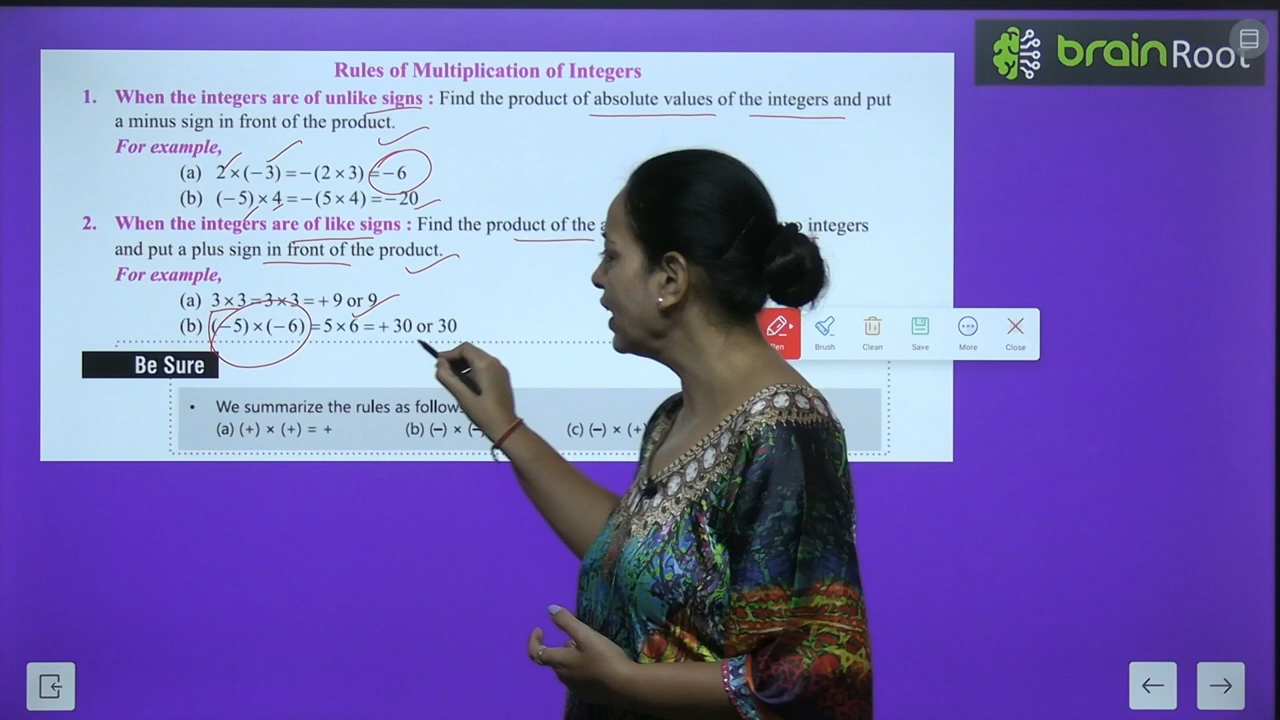 brainRoot
Rules of Multiplication of Integers
1. When the integers are of unlike signs : Find the product of absolute values of the integers and put
a minus sign in front of the product.
For example,
(a) 2×(−3) =−(2×3) =−6
(b) (−5)×4 =−(5×4) =−20
2. When the integers are of like signs : Find the product of the integers
and put a plus sign in front of the product.
For example,
(a) 3×3=3×3=+9 or 9
(b) (−5)×(−6)=5×6=+30 or 30
Pen Brush Clean Save More Close
Be Sure
• We summarize the rules as follow
(a) (+) × (+) = + (b) (−) × (− (c) (−) × (+)